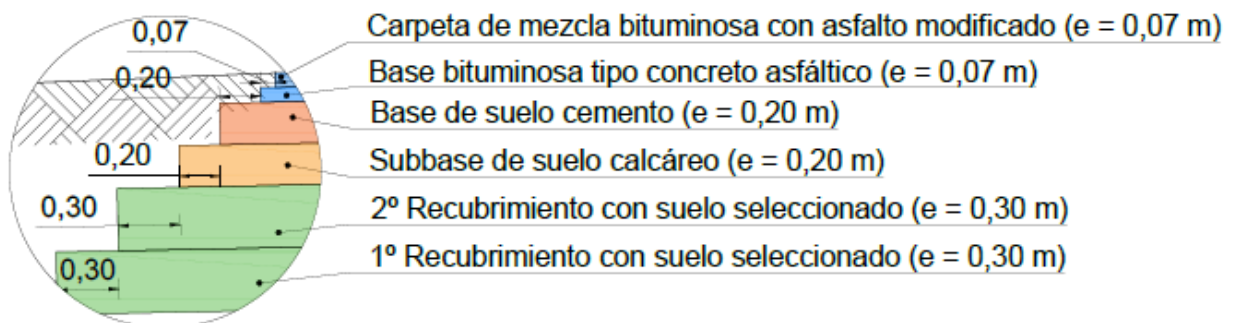 0,07
Carpeta de mezcla bituminosa con asfalto modificado (e = 0,07 m)
0,20
Base bituminosa tipo concreto asfáltico (e = 0,07 m)
Base de suelo cemento (e = 0,20 m)
0,20
Subbase de suelo calcáreo (e = 0,20 m)
0,30
2º Recubrimiento con suelo seleccionado (e = 0,30 m)
0,30
1º Recubrimiento con suelo seleccionado (e = 0,30 m)